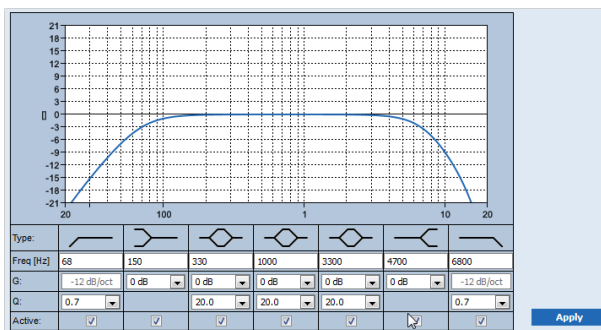 21
18
15
12
9
6
3
[] 0
-3
-6
-9
-12
-15
-18
-21
20 100 1 10 20
Type:
Freq [Hz] 68 150 330 1000 3300 4700 6800
G: -12 dB/oct 0 dB 0 dB 0 dB 0 dB 0 dB -12 dB/oct
Q: 0.7 20.0 20.0 20.0 0.7
Active:
Apply